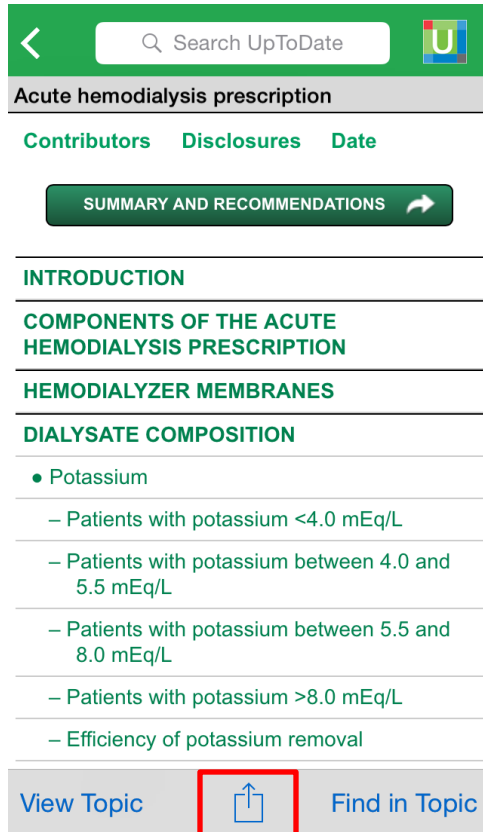 Search UpToDate
U
Acute hemodialysis prescription
Contributors Disclosures Date
SUMMARY AND RECOMMENDATIONS
INTRODUCTION
COMPONENTS OF THE ACUTE
HEMODIALYSIS PRESCRIPTION
HEMODIALYZER MEMBRANES
DIALYSATE COMPOSITION
• Potassium
– Patients with potassium <4.0 mEq/L
– Patients with potassium between 4.0 and
5.5 mEq/L
– Patients with potassium between 5.5 and
8.0 mEq/L
– Patients with potassium >8.0 mEq/L
– Efficiency of potassium removal
View Topic Find in Topic